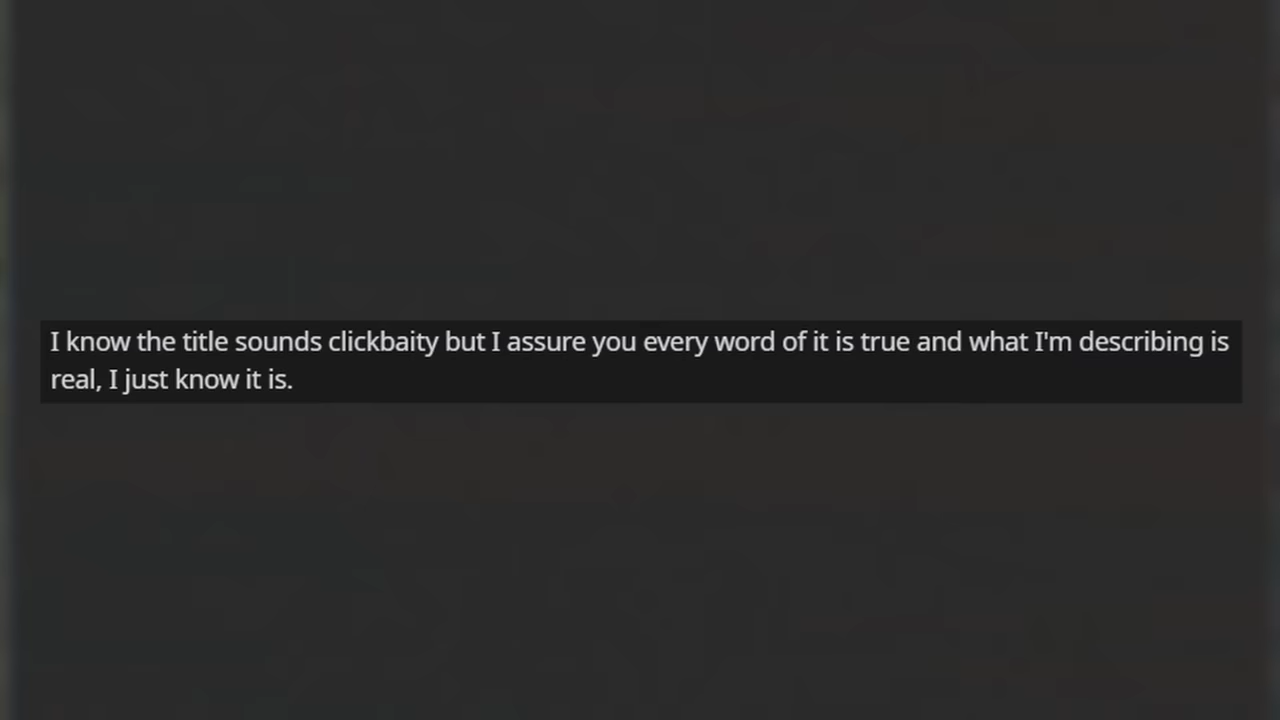 I know the title sounds clickbaity but I assure you every word of it is true and what I'm describing is
real, I just know it is.